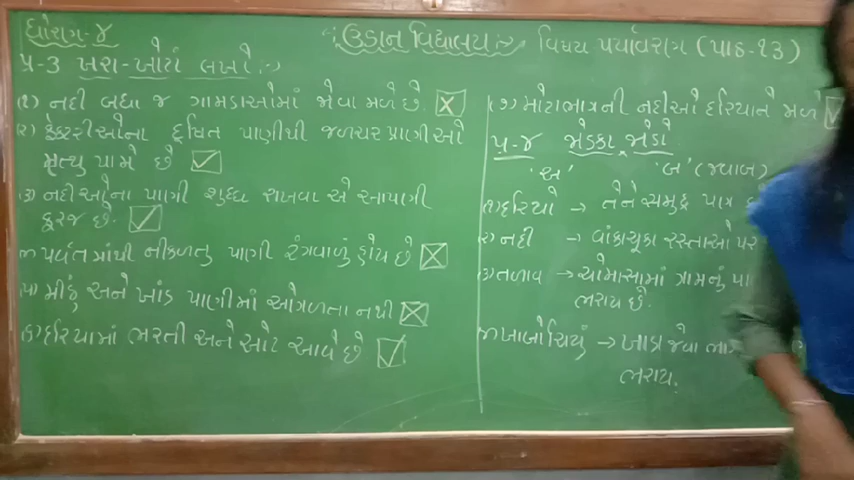 ધોરણ-૪
ઉડાન વિદ્યાલય
વિષય પર્યાવરણ (પાઠ-૧૩)
પ્ર-૩ ખરા-ખોટાં લખો :-
(૧) નદી બધા જ ગામડાઓમાં જોવા મળે છે. ☒
(૨) ફેક્ટરીઓના દૂષિત પાણીથી જળચર પ્રાણીઓ
મૃત્યુ પામે છે ☑
(૩) નદીઓના પાણી શુદ્ધ રાખવા એ આપણી
ફરજ છે. ☑
(૪) પર્વતમાંથી નીકળતુ પાણી રંગવાળું હોય છે ☒
(૫) મીઠું અને ખાંડ પાણીમાં ઓગળતા નથી ☒
(૬) દરિયામાં ભરતી અને ઓટ આવે છે ☑
(૭) મોટાભાગની નદીઓ દરિયાને મળે ☑
પ્ર-૪ જોડકા જોડો
'અ' 'બ' (જવાબ)
(૧) દરિયો → તેને સમુદ્ર પણ
(૨) નદી → વાંકાચૂકા રસ્તાઓ પર
(૩) તળાવ → ચોમાસામાં ગામનું
ભરાય છે.
(૪) ખાબોચિયું → ખાડા જેવા
ભરાય.